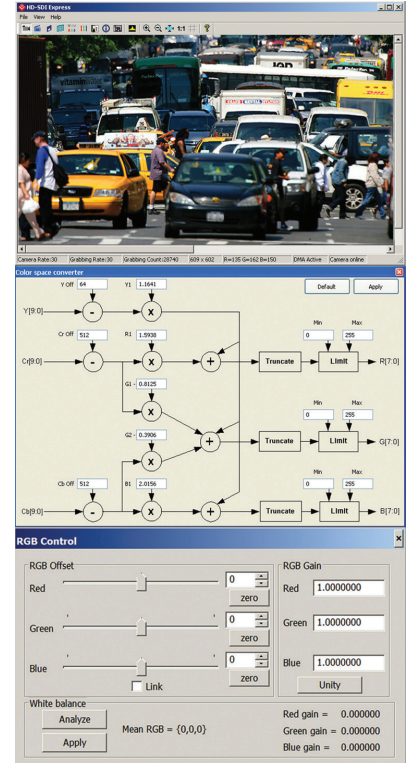 HD-SDI Express
File View Help
1:1
vitaminwater
DHL
Camera Rate:30 Grabbing Rate:30 Grabbing Count:28740 609 x 602 R=135 G=162 B=150 DMA Active Camera online
Color space converter
Y Off 64 Y1 1.1641 Default Apply
Y[9:0] - X
Min Max
Cr Off 512 R1 1.5938 0 255
Cr[9:0] - X + Truncate Limit R[7:0]
G1 - 0.8125
X
Min Max
G2 - 0.3906 0 255
X + Truncate Limit G[7:0]
Min Max
Cb Off 512 B1 2.0156 0 255
Cb[9:0] - X + Truncate Limit B[7:0]
RGB Control
RGB Offset RGB Gain
Red 0 Red 1.0000000
zero
Green 0 Green 1.0000000
zero
Blue 0 Blue 1.0000000
Link zero Unity
White balance
Analyze Mean RGB = {0,0,0} Red gain = 0.000000
Green gain = 0.000000
Apply Blue gain = 0.000000